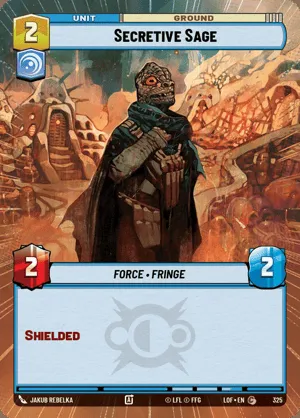 UNIT
GROUND
2
SECRETIVE SAGE
2
2
FORCE • FRINGE
SHIELDED
JAKUB REBELKA
© LFL © FFG
LOF • EN
C
325